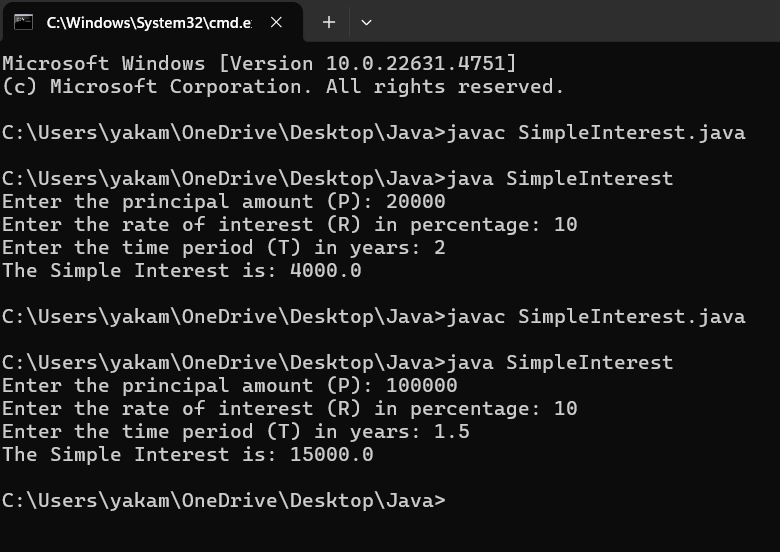 C:\Windows\System32\cmd.e
Microsoft Windows [Version 10.0.22631.4751]
(c) Microsoft Corporation. All rights reserved.
C:\Users\yakam\OneDrive\Desktop\Java>javac SimpleInterest.java
C:\Users\yakam\OneDrive\Desktop\Java>java SimpleInterest
Enter the principal amount (P): 20000
Enter the rate of interest (R) in percentage: 10
Enter the time period (T) in years: 2
The Simple Interest is: 4000.0
C:\Users\yakam\OneDrive\Desktop\Java>javac SimpleInterest.java
C:\Users\yakam\OneDrive\Desktop\Java>java SimpleInterest
Enter the principal amount (P): 100000
Enter the rate of interest (R) in percentage: 10
Enter the time period (T) in years: 1.5
The Simple Interest is: 15000.0
C:\Users\yakam\OneDrive\Desktop\Java>